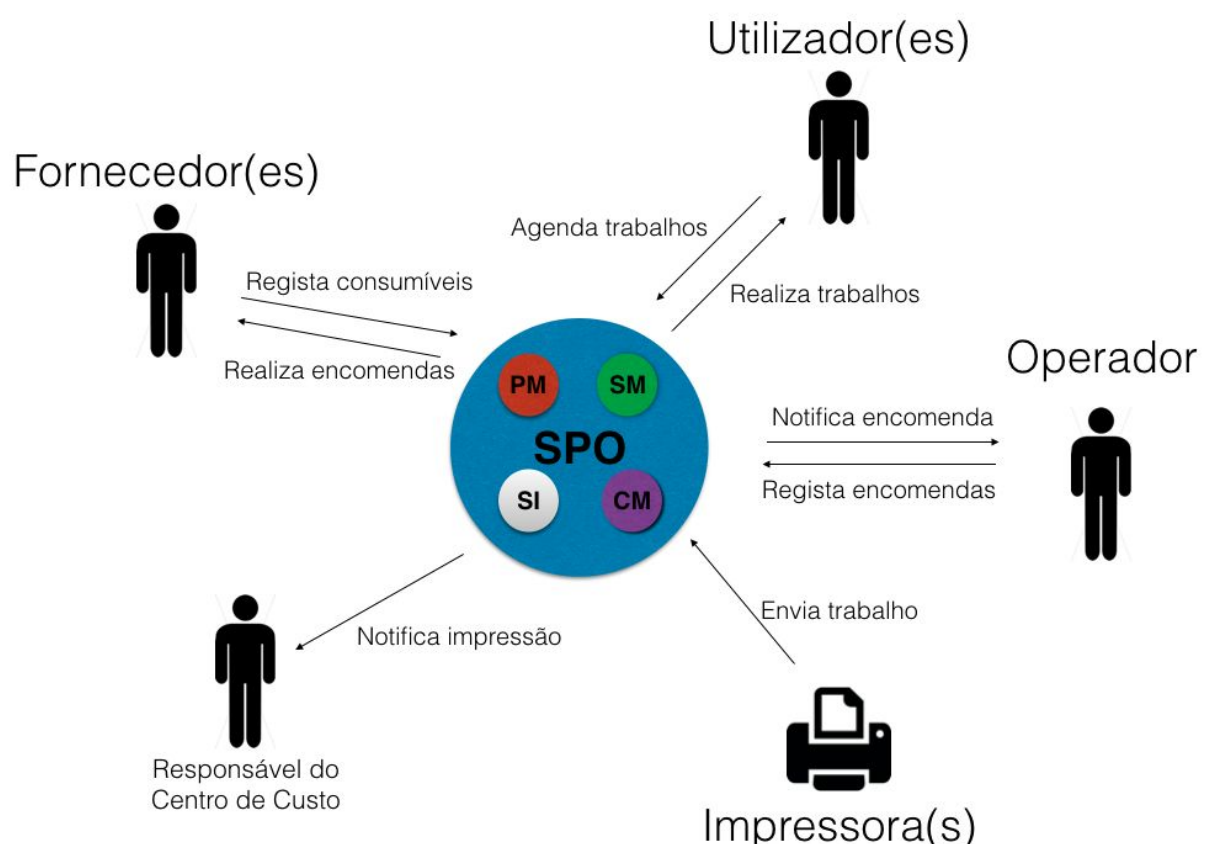 Utilizador(es)
Fornecedor(es)
Agenda trabalhos
Regista consumíveis
Realiza trabalhos
Realiza encomendas
Operador
PM
SM
Notifica encomenda
SPO
Regista encomendas
SI
CM
Envia trabalho
Notifica impressão
Responsável do
Centro de Custo
Impressora(s)